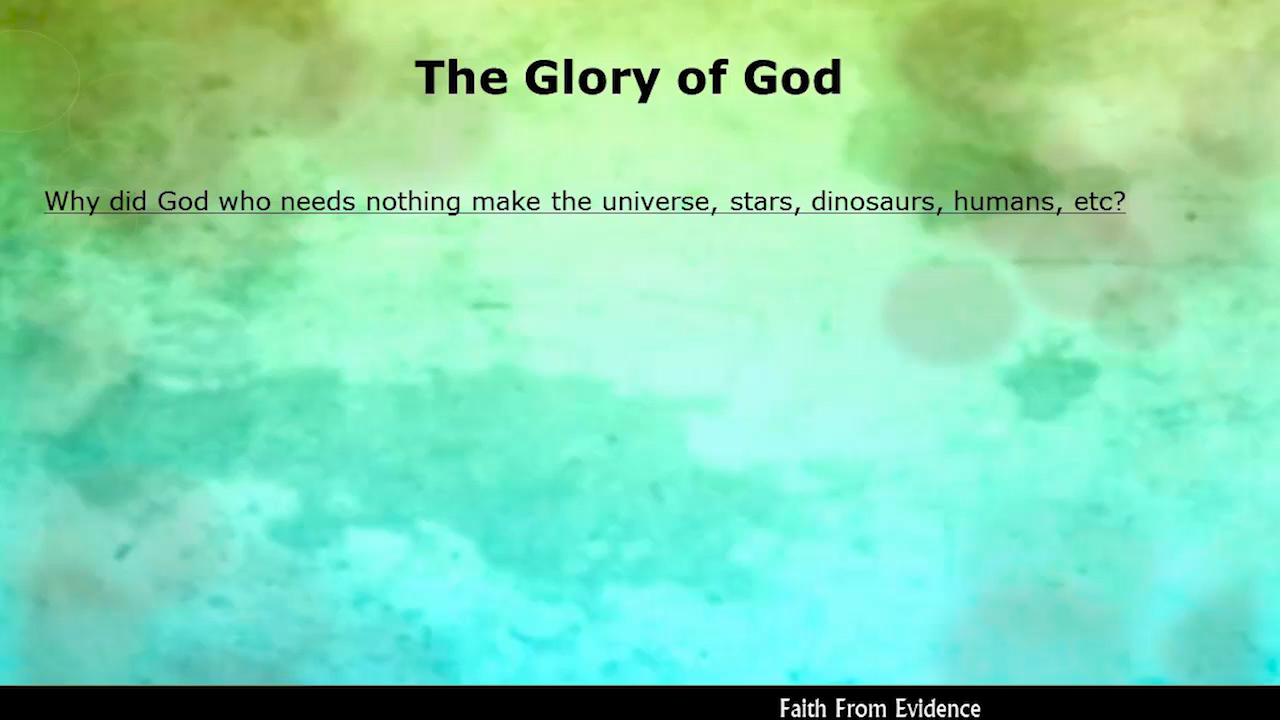 The Glory of God
Why did God who needs nothing make the universe, stars, dinosaurs, humans, etc?
Faith From Evidence